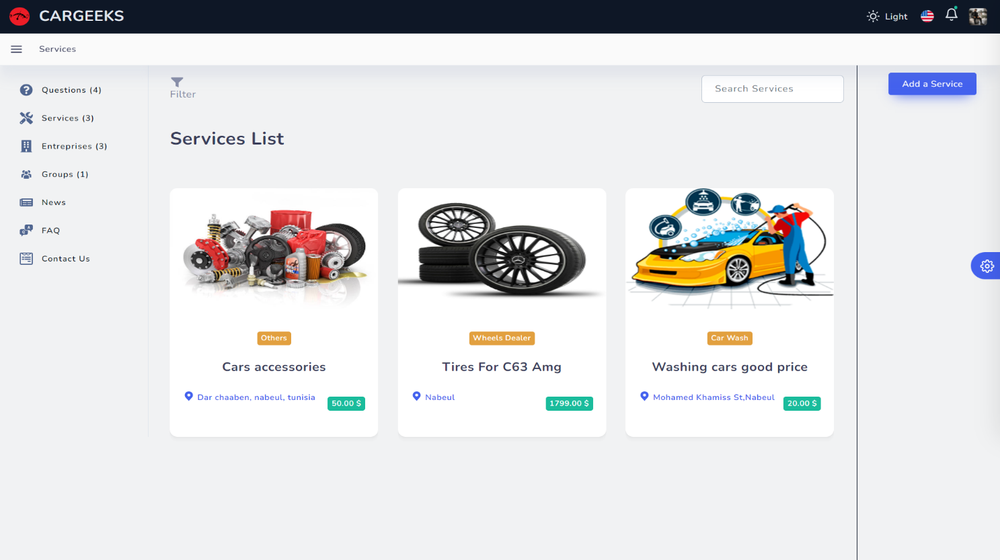 CARGEEKS
Light
Services
Questions (4)
Services (3)
Entreprises (3)
Groups (1)
News
FAQ
Contact Us
Filter
Search Services
Add a Service
Services List
Others
Cars accessories
Dar chaaben, nabeul, tunisia
50.00 $
Wheels Dealer
Tires For C63 Amg
Nabeul
1799.00 $
Car Wash
Washing cars good price
Mohamed Khamiss St,Nabeul
20.00 $